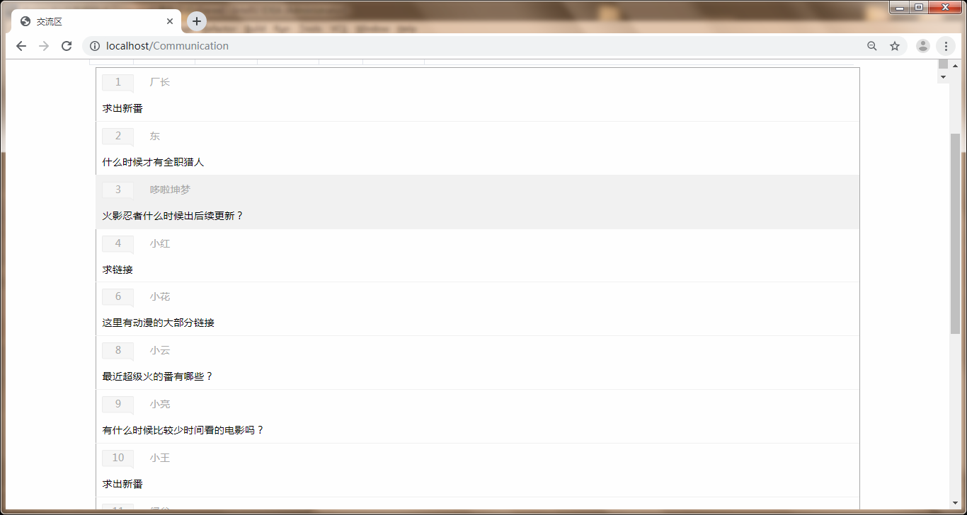 交流区
localhost/Communication
1 厂长
求出新番
2 东
什么时候才有全职猎人
3 哆啦坤梦
火影忍者什么时候出后续更新？
4 小红
求链接
6 小花
这里有动漫的大部分链接
8 小云
最近超级火的番有哪些？
9 小亮
有什么时候比较少时间看的电影吗？
10 小王
求出新番